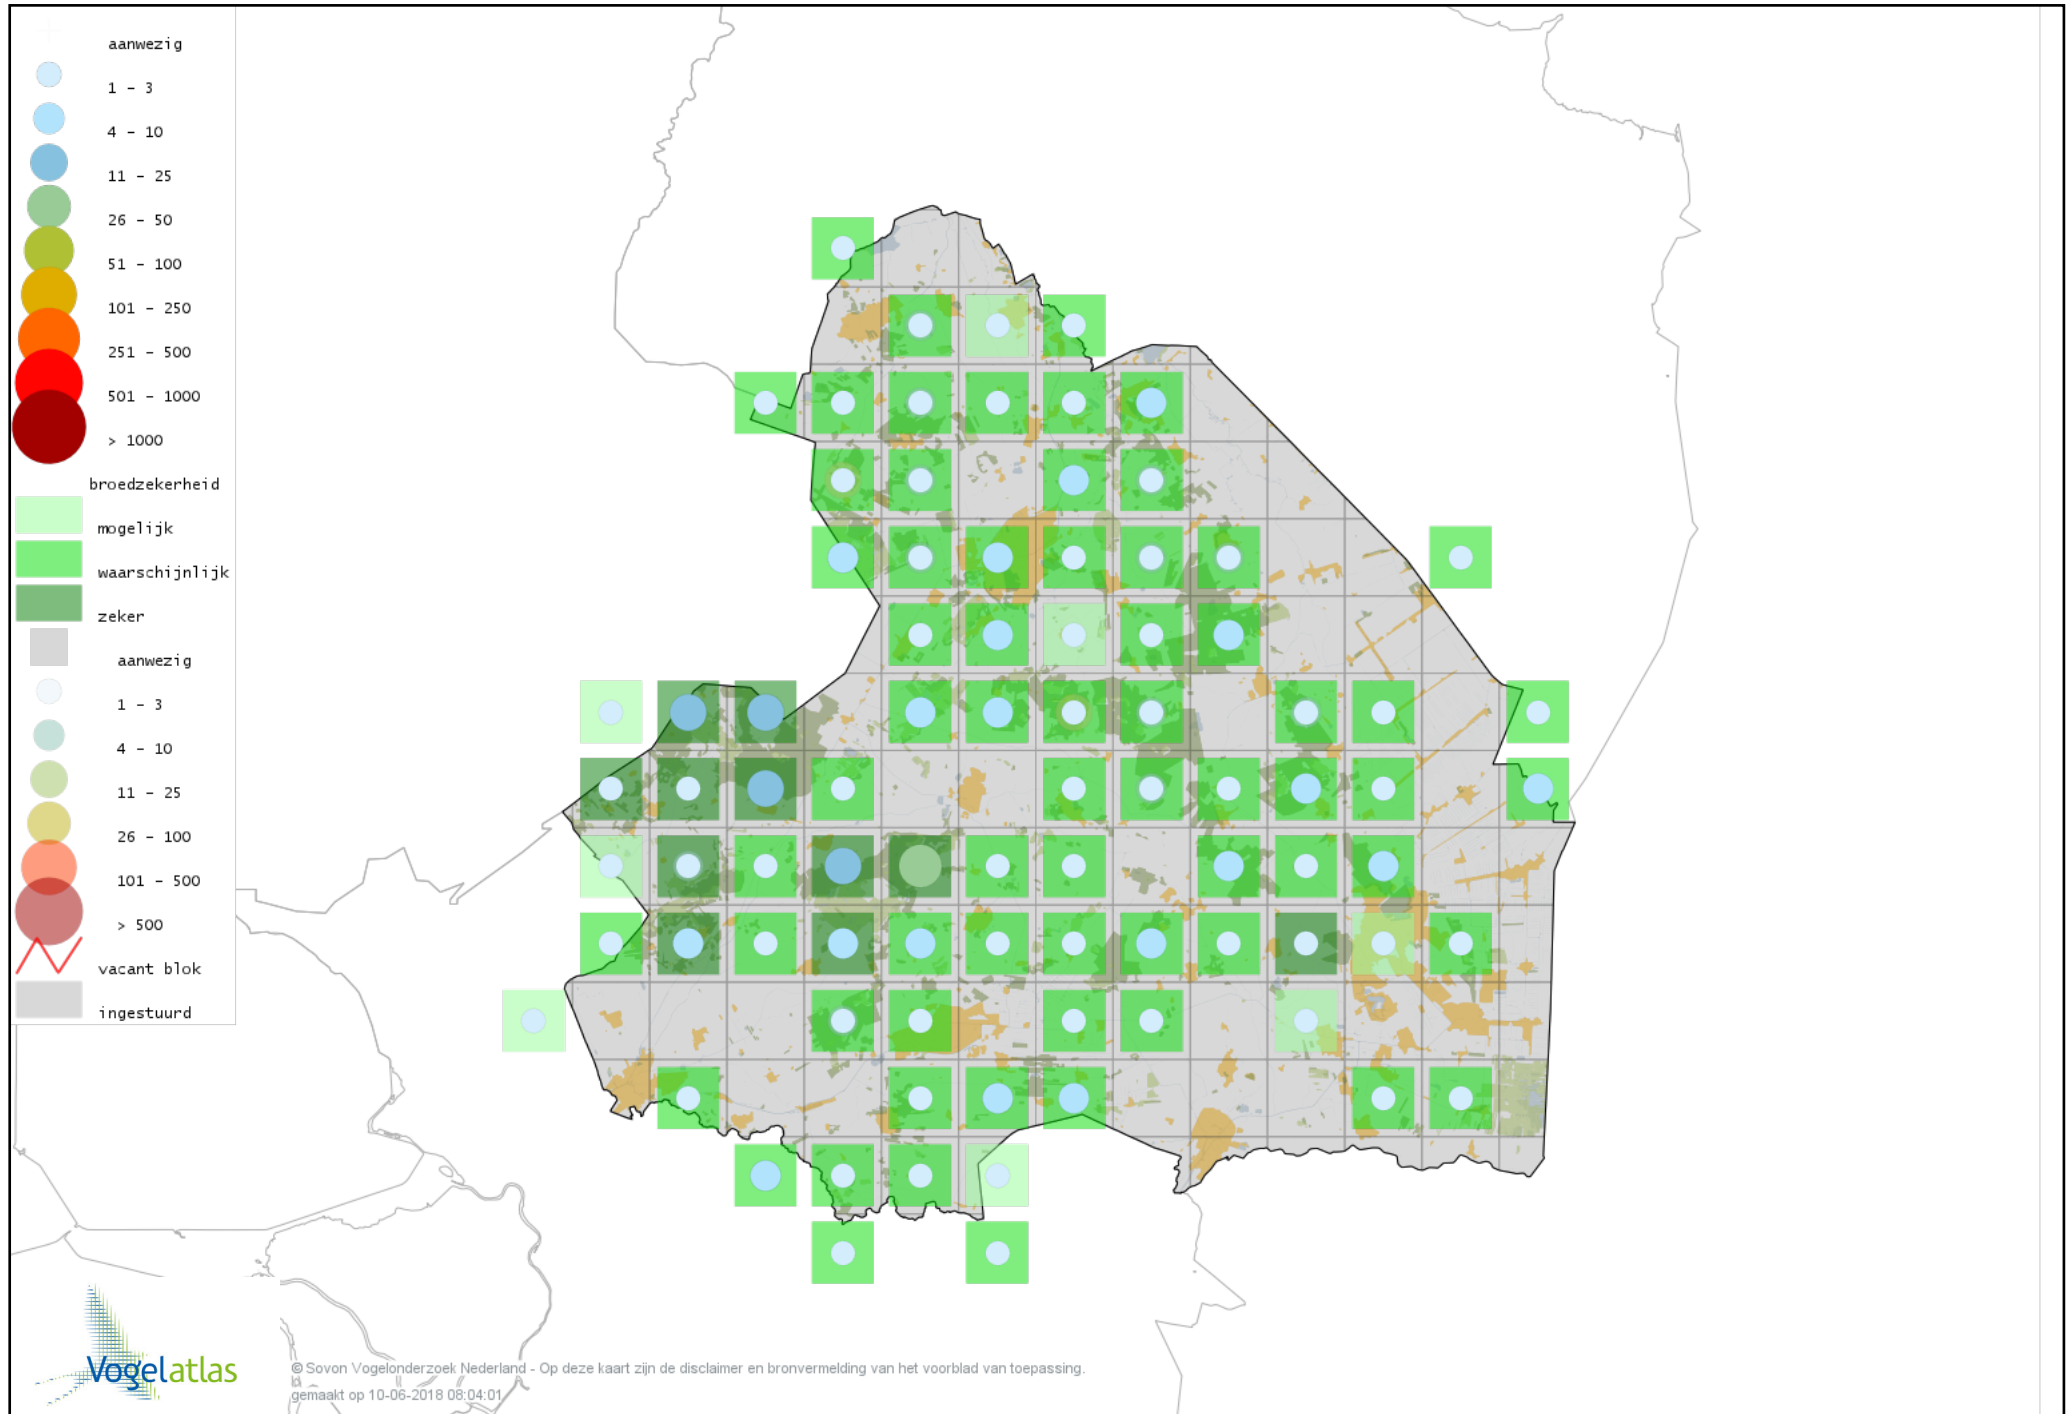 aanwezig
1 - 3
4 - 10
11 - 25
26 - 50
51 - 100
101 - 250
251 - 500
501 - 1000
> 1000
broedzekerheid
mogelijk
waarschijnlijk
zeker
aanwezig
1 - 3
4 - 10
11 - 25
26 - 100
101 - 500
> 500
vacant blok
ingestuurd
Vogelatlas
© Sovon Vogelonderzoek Nederland - Op deze kaart zijn de disclaimer en bronvermelding van het voorblad van toepassing.
gemaakt op 10-06-2018 08:04:01